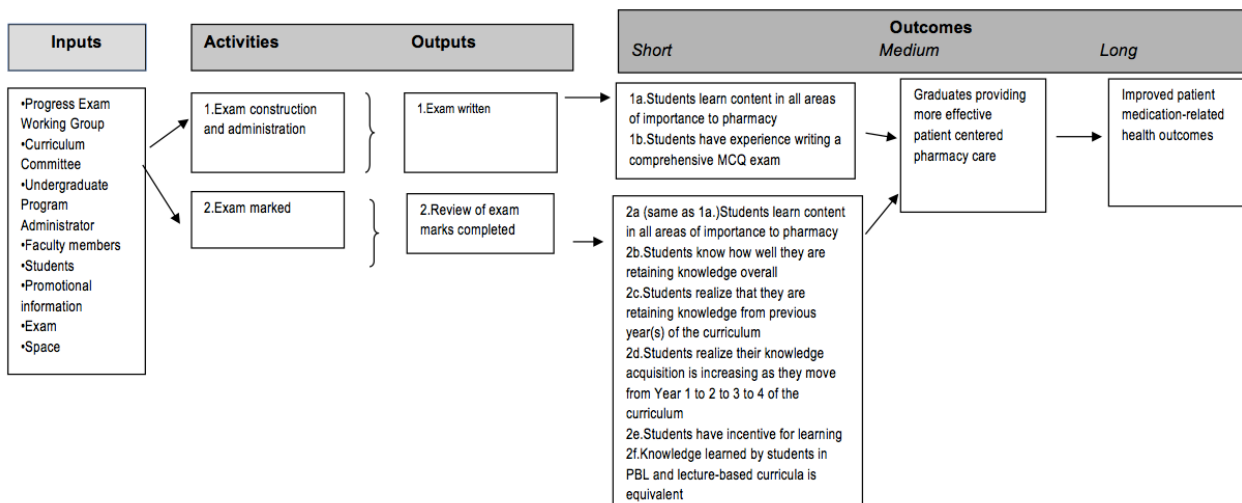 Inputs
Activities
Outputs
Outcomes
Short
Medium
Long
•Progress Exam
Working Group
•Curriculum
Committee
•Undergraduate
Program
Administrator
•Faculty members
•Students
•Promotional
information
•Exam
•Space
1.Exam construction
and administration
1.Exam written
2.Exam marked
2.Review of exam
marks completed
1a.Students learn content in all areas
of importance to pharmacy
1b.Students have experience writing a
comprehensive MCQ exam
2a (same as 1a.)Students learn content
in all areas of importance to pharmacy
2b.Students know how well they are
retaining knowledge overall
2c.Students realize that they are
retaining knowledge from previous
year(s) of the curriculum
2d.Students realize their knowledge
acquisition is increasing as they move
from Year 1 to 2 to 3 to 4 of the
curriculum
2e.Students have incentive for learning
2f.Knowledge learned by students in
PBL and lecture-based curricula is
equivalent
Graduates providing
more effective
patient centered
pharmacy care
Improved patient
medication-related
health outcomes